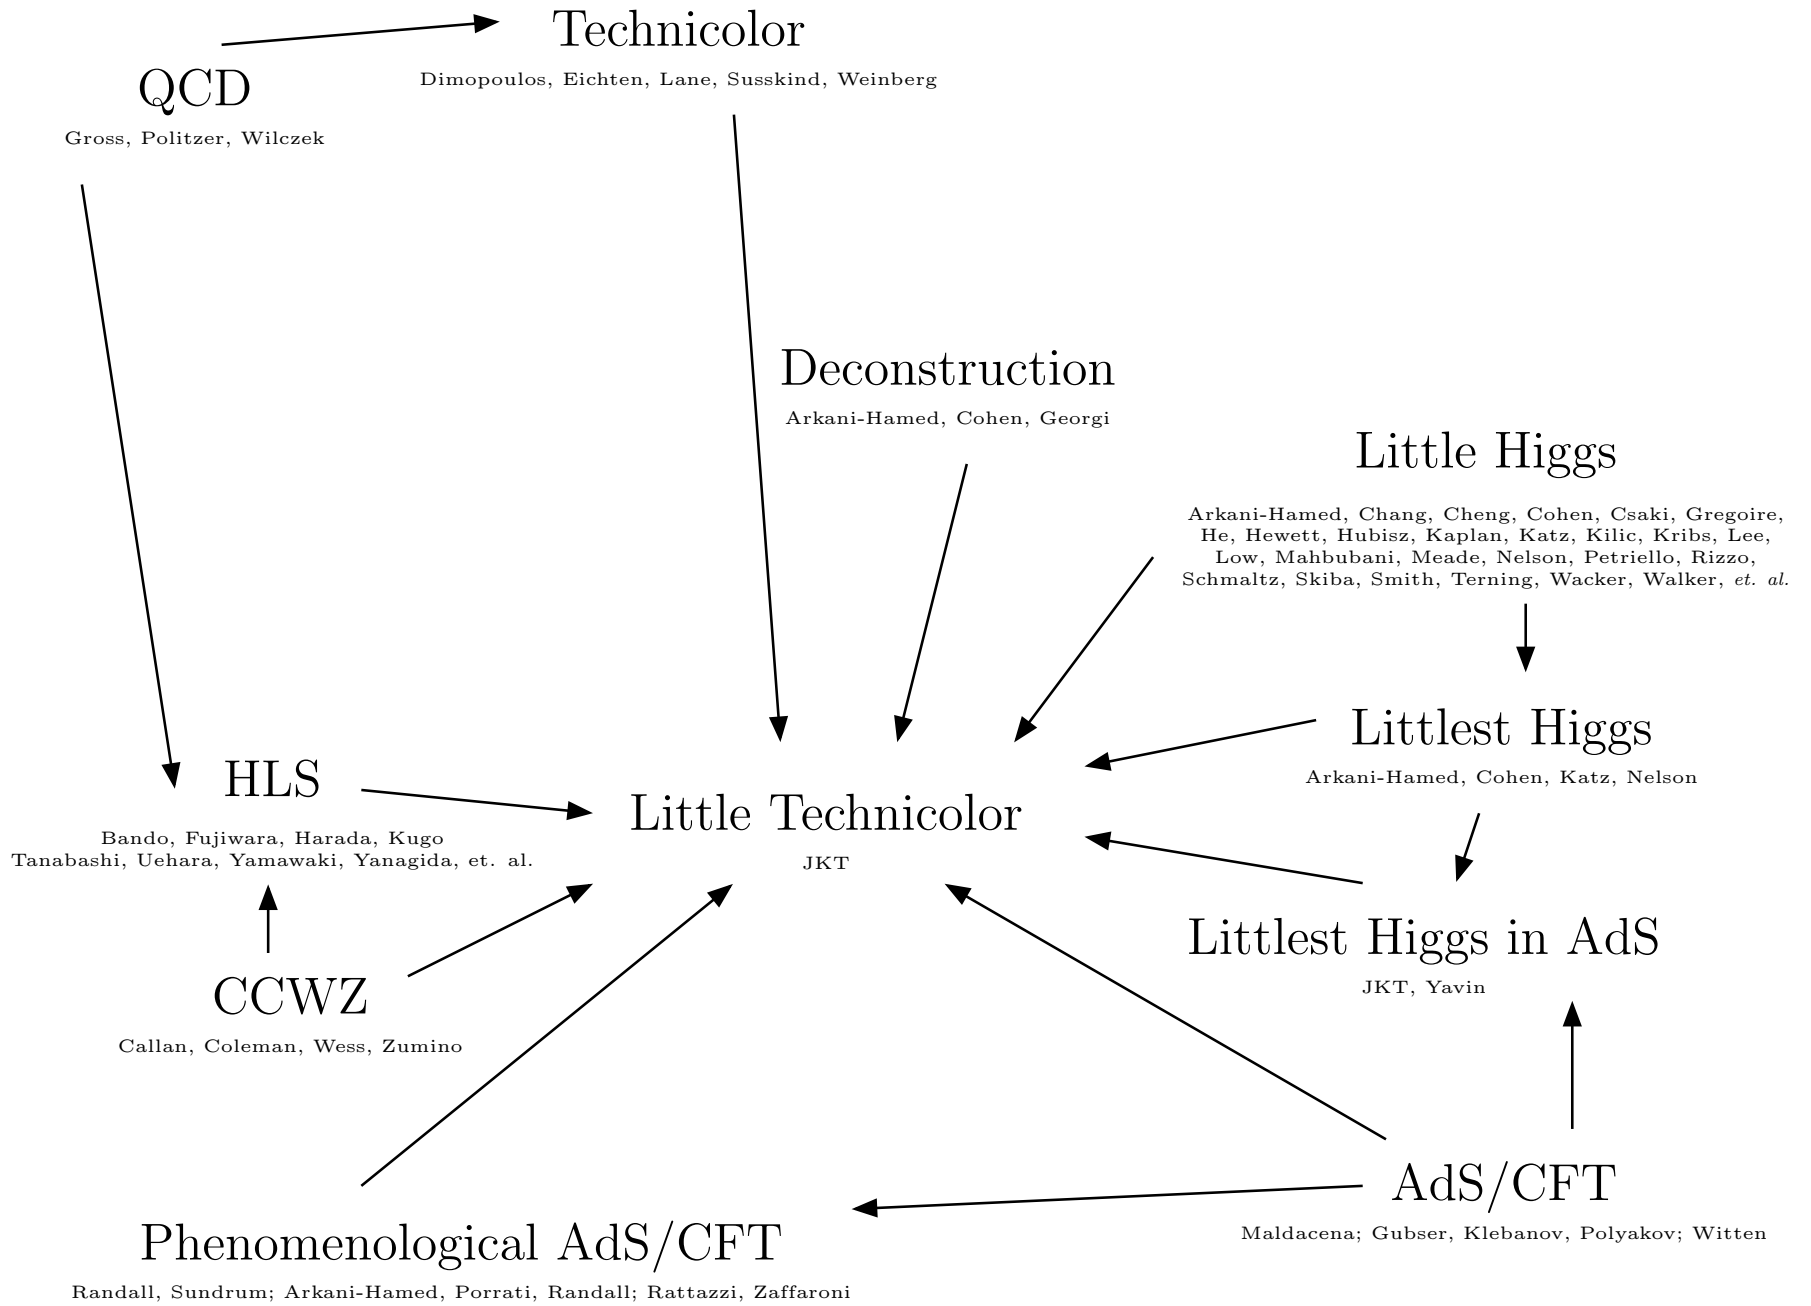 Technicolor
Dimopoulos, Eichten, Lane, Susskind, Weinberg
QCD
Gross, Politzer, Wilczek
Deconstruction
Arkani-Hamed, Cohen, Georgi
Little Higgs
Arkani-Hamed, Chang, Cheng, Cohen, Csaki, Gregoire,
He, Hewett, Hubisz, Kaplan, Katz, Kilic, Kribs, Lee,
Low, Mahbubani, Meade, Nelson, Petriello, Rizzo,
Schmaltz, Skiba, Smith, Terning, Wacker, Walker, et. al.
Littlest Higgs
Arkani-Hamed, Cohen, Katz, Nelson
HLS
Bando, Fujiwara, Harada, Kugo
Tanabashi, Uehara, Yamawaki, Yanagida, et. al.
Little Technicolor
JKT
Littlest Higgs in AdS
JKT, Yavin
CCWZ
Callan, Coleman, Wess, Zumino
AdS/CFT
Maldacena; Gubser, Klebanov, Polyakov; Witten
Phenomenological AdS/CFT
Randall, Sundrum; Arkani-Hamed, Porrati, Randall; Rattazzi, Zaffaroni